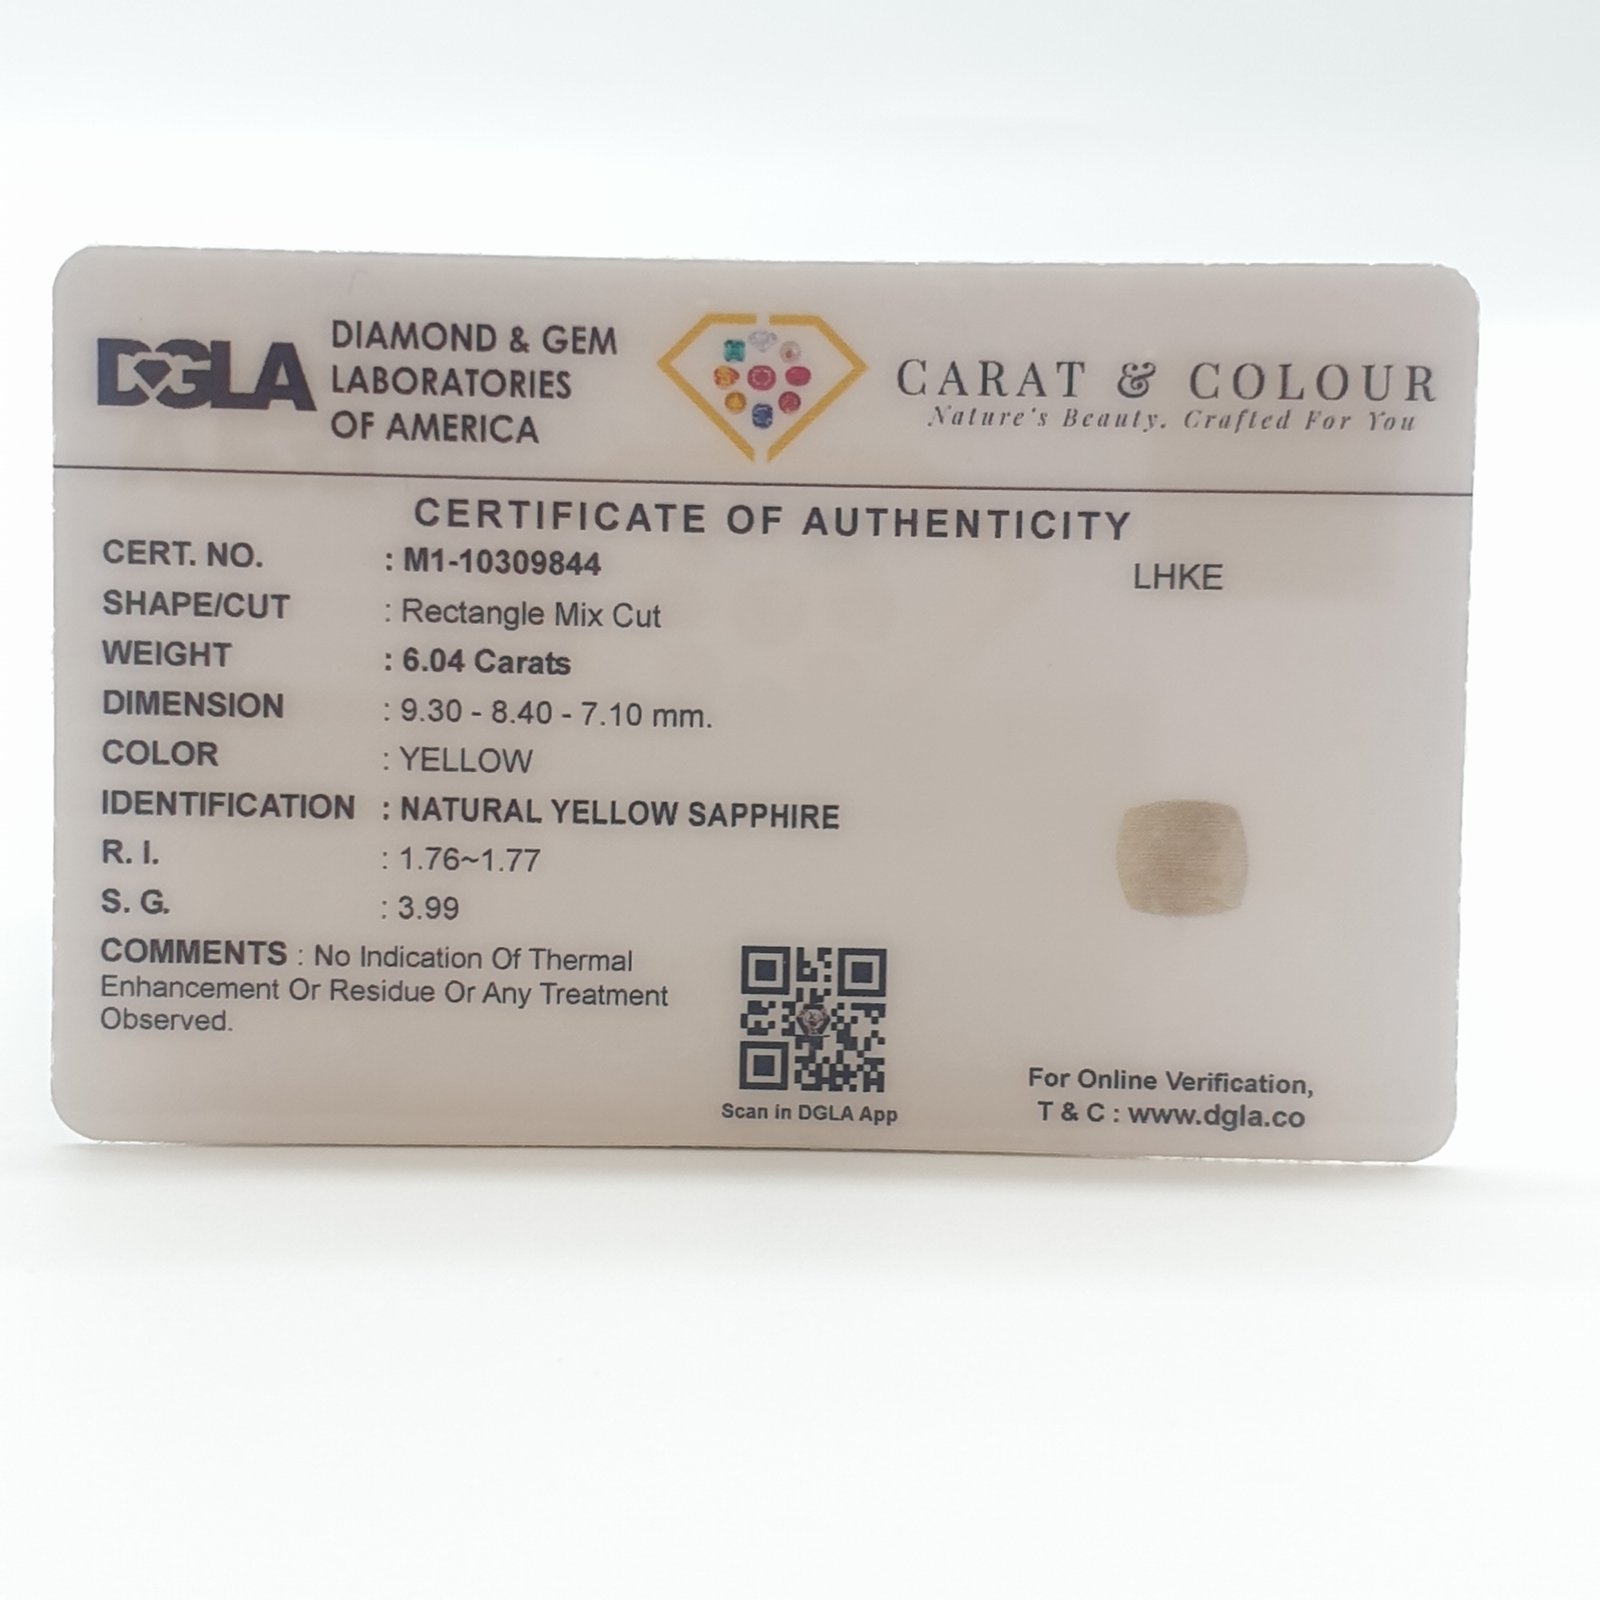 DGLA
DIAMOND & GEM
LABORATORIES
OF AMERICA
CARAT & COLOUR
Nature's Beauty. Crafted For You
CERTIFICATE OF AUTHENTICITY
CERT. NO. : M1-10309844
LHKE
SHAPE/CUT : Rectangle Mix Cut
WEIGHT : 6.04 Carats
DIMENSION : 9.30 - 8.40 - 7.10 mm.
COLOR : YELLOW
IDENTIFICATION : NATURAL YELLOW SAPPHIRE
R. I. : 1.76~1.77
S. G. : 3.99
COMMENTS : No Indication Of Thermal
Enhancement Or Residue Or Any Treatment
Observed.
Scan in DGLA App
For Online Verification,
T & C : www.dgla.co